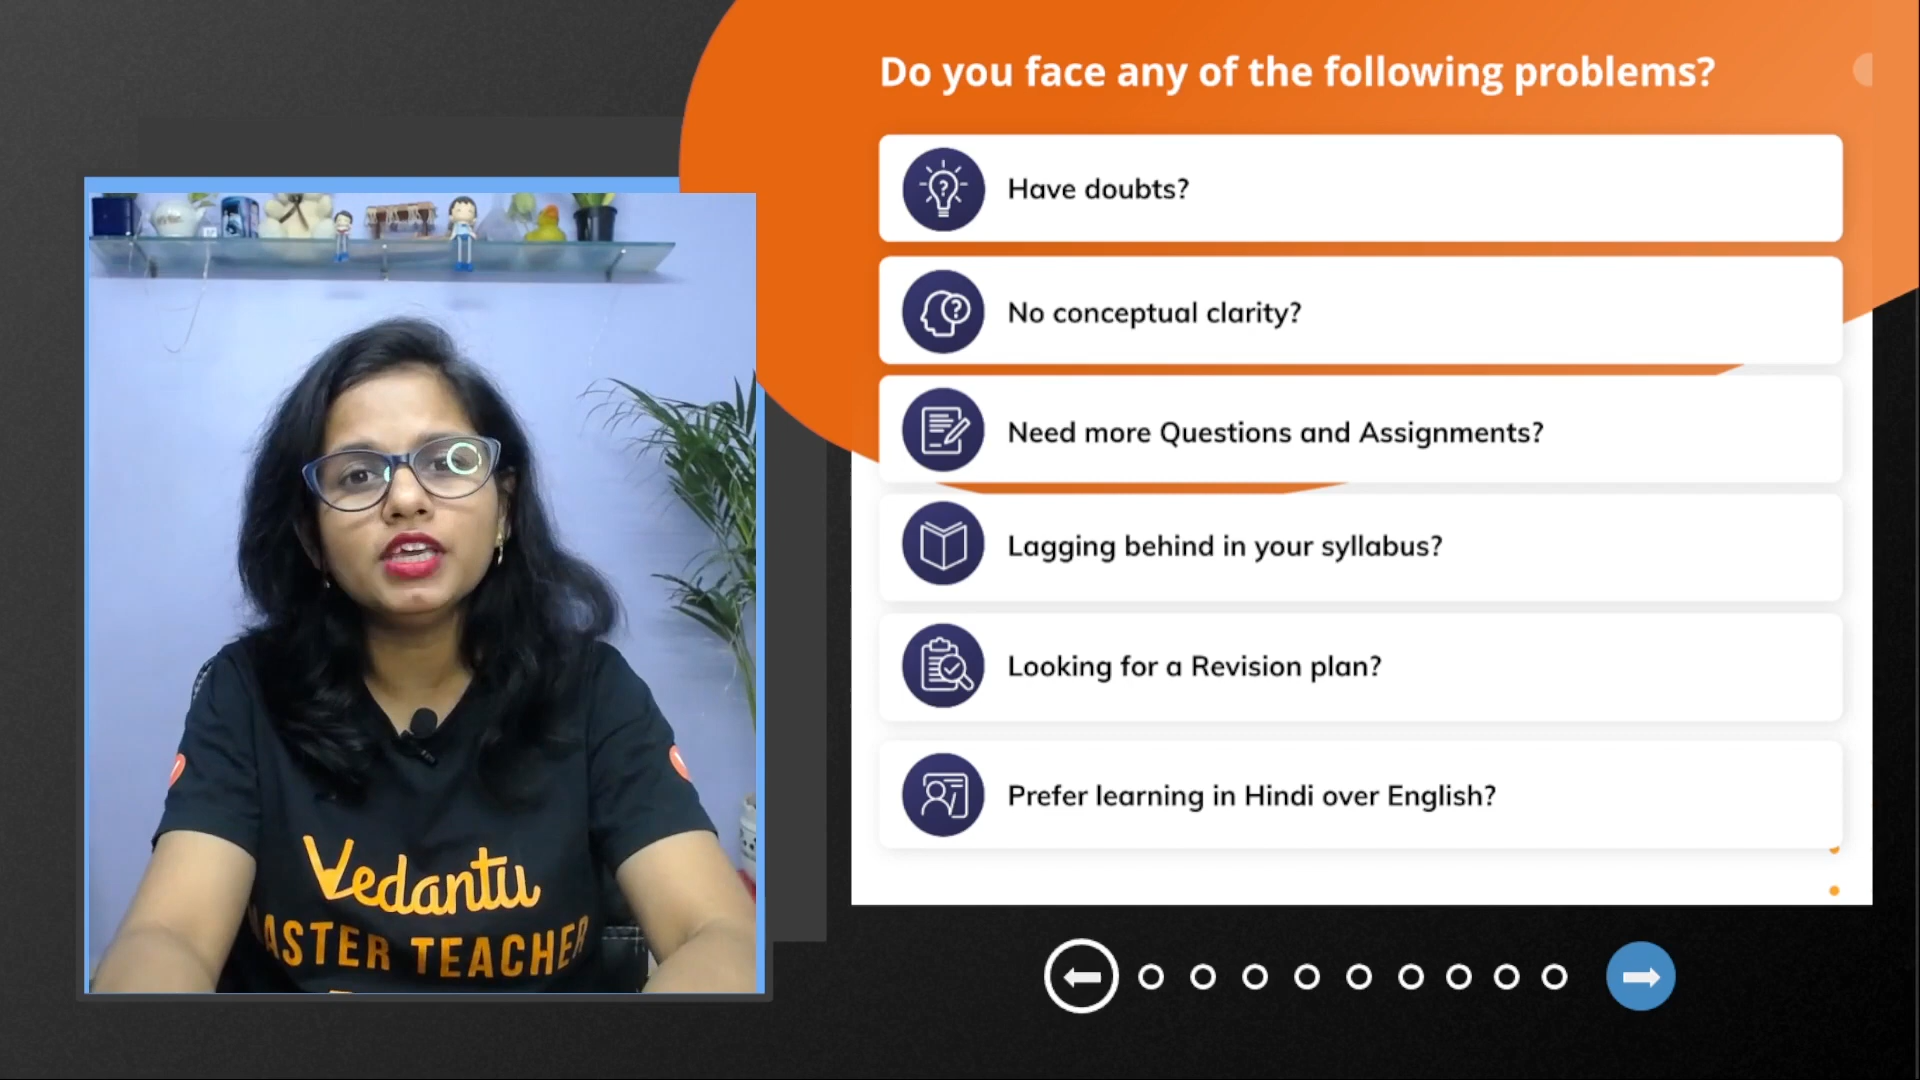 Do you face any of the following problems?
Have doubts?
No conceptual clarity?
Need more Questions and Assignments?
Lagging behind in your syllabus?
Looking for a Revision plan?
Prefer learning in Hindi over English?
Vedantu
MASTER TEACHER